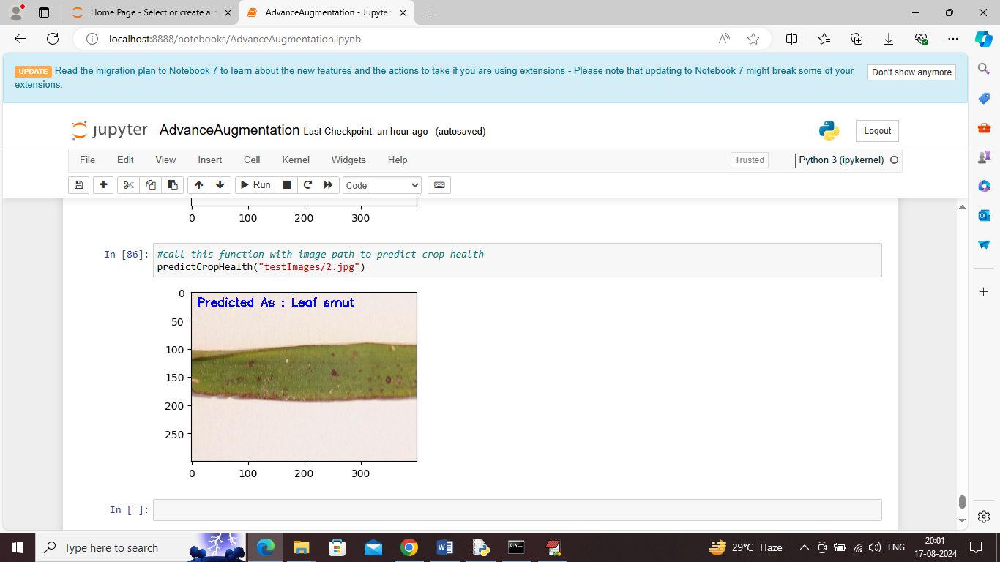 Home Page - Select or create a n
AdvanceAugmentation - Jupyter
localhost:8888/notebooks/AdvanceAugmentation.ipynb
UPDATE Read the migration plan to Notebook 7 to learn about the new features and the actions to take if you are using extensions - Please note that updating to Notebook 7 might break some of your
extensions.
Don't show anymore
jupyter AdvanceAugmentation Last Checkpoint: an hour ago (autosaved)
Logout
File Edit View Insert Cell Kernel Widgets Help
Trusted
Python 3 (ipykernel)
Run
Code
0 100 200 300
In [86]:
#call this function with image path to predict crop health
predictCropHealth("testImages/2.jpg")
Predicted As : Leaf smut
0
50
100
150
200
250
0 100 200 300
In [ ]:
Type here to search
29°C Haze
ENG
20:01
17-08-2024